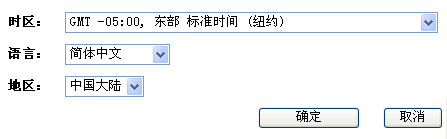 时区： GMT -05:00, 东部 标准时间 (纽约)
语言： 简体中文
地区： 中国大陆
确定 取消